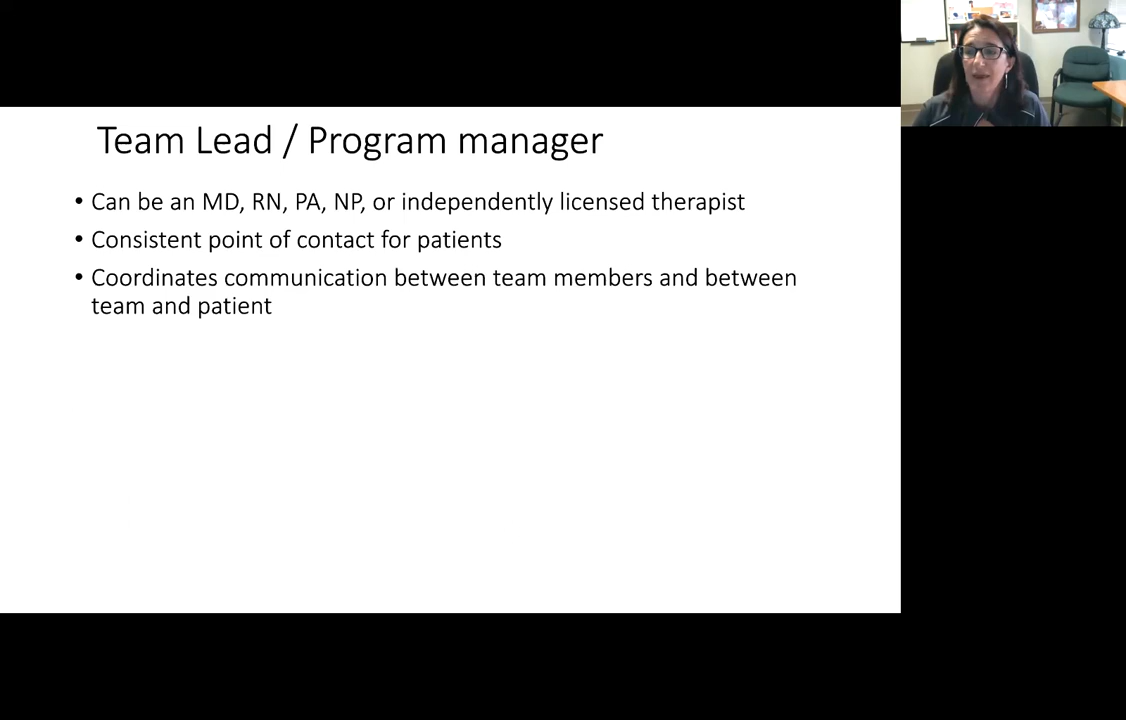 Team Lead / Program manager
• Can be an MD, RN, PA, NP, or independently licensed therapist
• Consistent point of contact for patients
• Coordinates communication between team members and between
team and patient